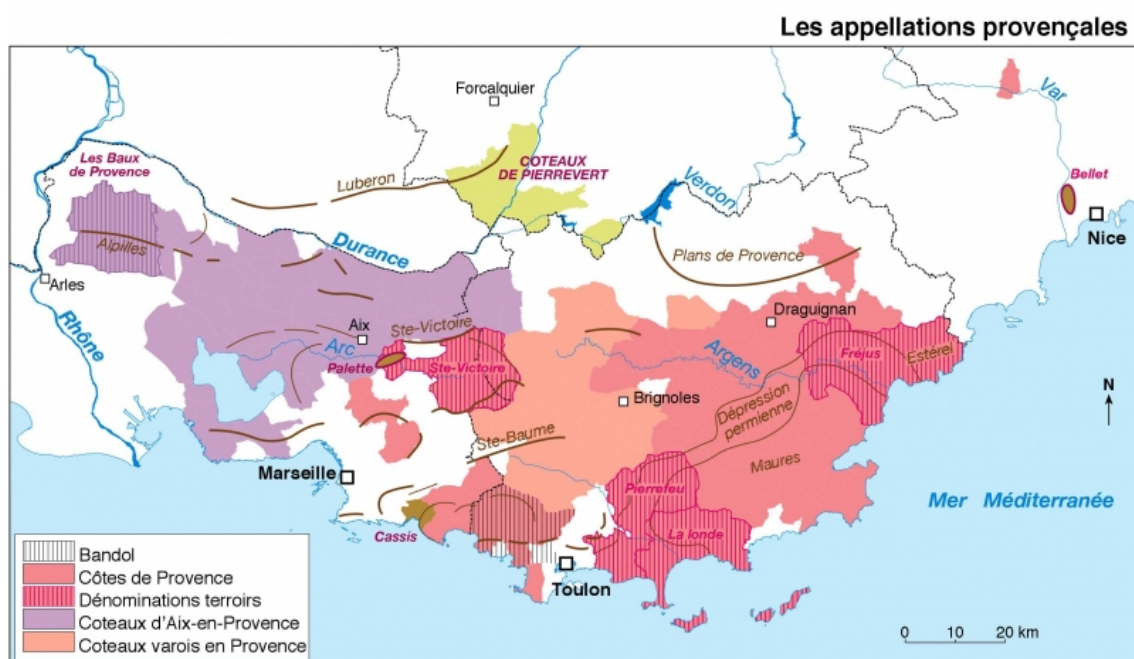 Les appellations provençales
Forcalquier
Var
Les Baux
de Provence
COTEAUX
DE PIERREVERT
Luberon
Verdon
Bellet
Nice
Durance
Alpilles
Plans de Provence
Arles
Rhône
Aix
Ste-Victoire
Draguignan
Arc
Palette
Ste-Victoire
Argens
Fréjus
Estérel
Brignoles
Dépression
permienne
N
Ste-Baume
Marseille
Maures
Pierrefeu
Mer Méditerranée
Cassis
La londe
Toulon
Bandol
Côtes de Provence
Dénominations terroirs
Coteaux d'Aix-en-Provence
Coteaux varois en Provence
0 10 20 km